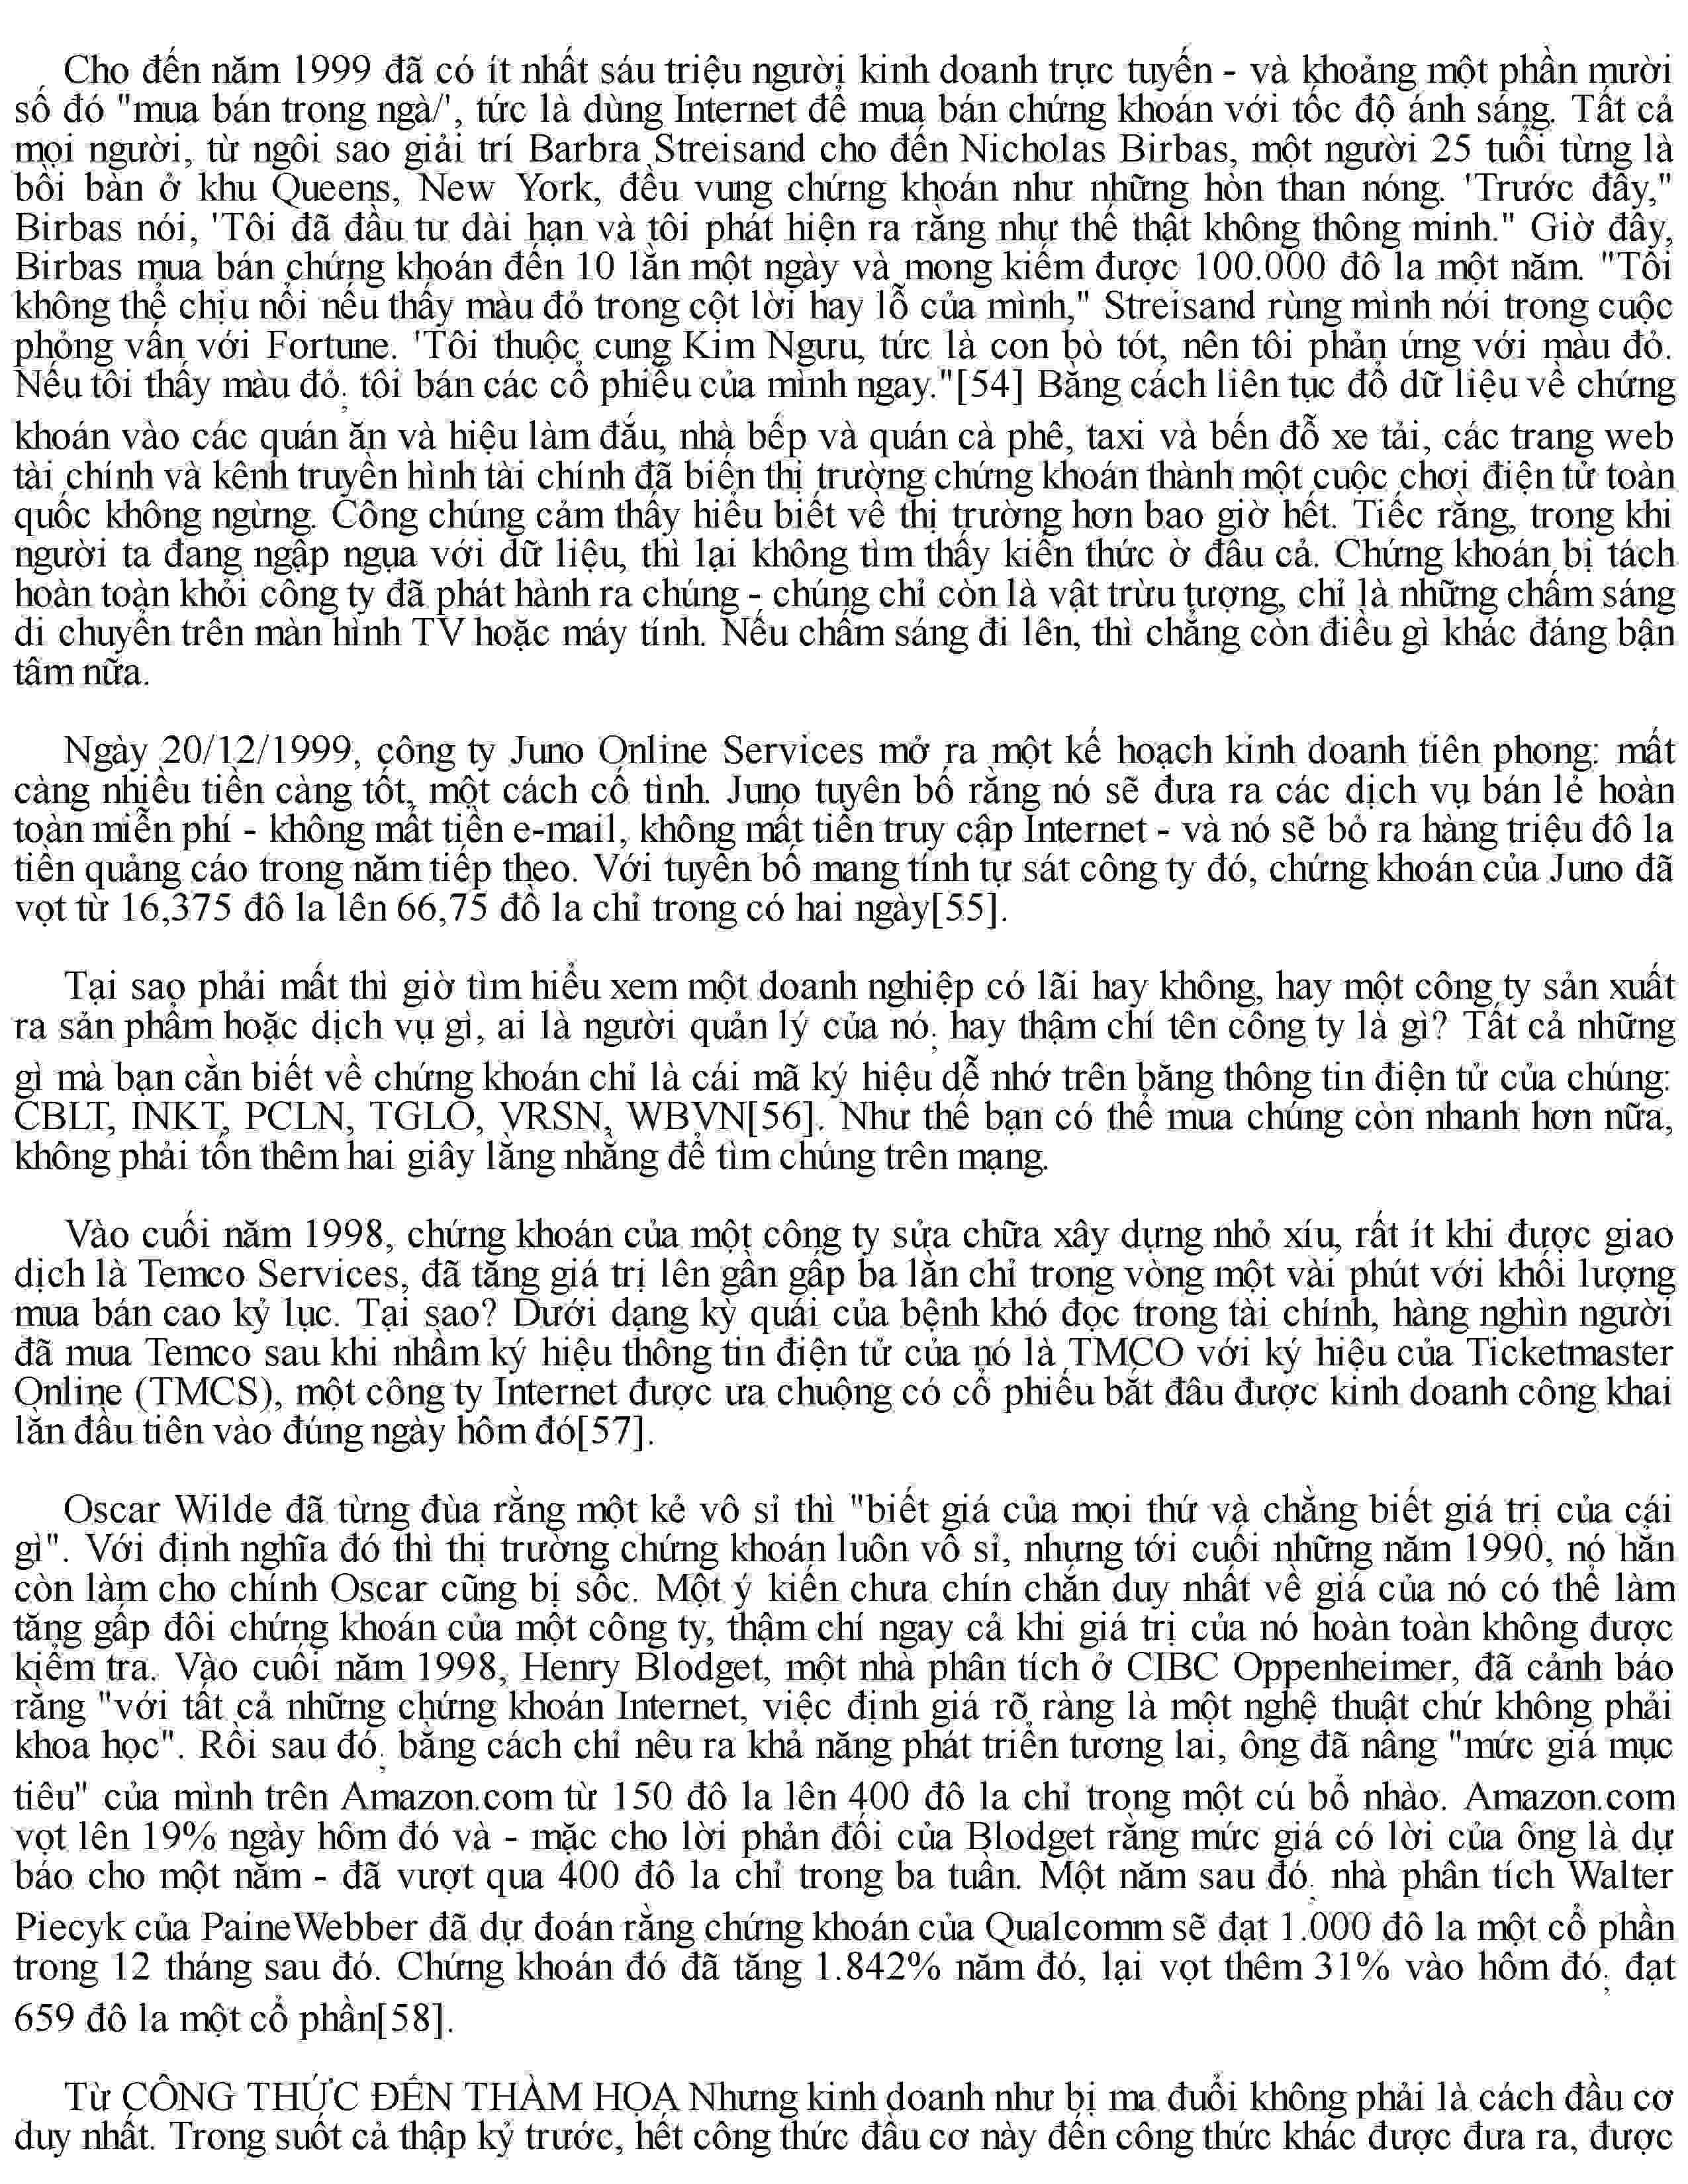 Cho đến năm 1999 đã có ít nhất sáu triệu người kinh doanh trực tuyến - và khoảng một phần mười
số đó "mua bán trong ngà/', tức là dùng Internet để mua bán chứng khoán với tốc độ ánh sáng. Tất cả
mọi người, từ ngôi sao giải trí Barbra Streisand cho đến Nicholas Birbas, một người 25 tuổi từng là
bồi bàn ở khu Queens, New York, đều vung chứng khoán như những hòn than nóng. 'Trước đây,"
Birbas nói, 'Tôi đã đầu tư dài hạn và tôi phát hiện ra rằng như thế thật không thông minh." Giờ đây,
Birbas mua bán chứng khoán đến 10 lần một ngày và mong kiếm được 100.000 đô la một năm. "Tôi
không thể chịu nổi nếu thấy màu đỏ trong cột lời hay lỗ của mình," Streisand rùng mình nói trong cuộc
phỏng vấn với Fortune. 'Tôi thuộc cung Kim Ngưu, tức là con bò tót, nên tôi phản ứng với màu đỏ.
Nếu tôi thấy màu đỏ, tôi bán các cổ phiếu của mình ngay."[54] Bằng cách liên tục đổ dữ liệu về chứng
khoán vào các quán ăn và hiệu làm đầu, nhà bếp và quán cà phê, taxi và bến đỗ xe tải, các trang web
tài chính và kênh truyền hình tài chính đã biến thị trường chứng khoán thành một cuộc chơi điện tử toàn
quốc không ngừng. Công chúng cảm thấy hiểu biết về thị trường hơn bao giờ hết. Tiếc rằng, trong khi
người ta đang ngập ngụa với dữ liệu, thì lại không tìm thấy kiến thức ờ đâu cả. Chứng khoán bị tách
hoàn toàn khỏi công ty đã phát hành ra chúng - chúng chỉ còn là vật trừu tượng, chỉ là những chấm sáng
di chuyển trên màn hình TV hoặc máy tính. Nếu chấm sáng đi lên, thì chẳng còn điều gì khác đáng bận
tâm nữa.
Ngày 20/12/1999, công ty Juno Online Services mở ra một kế hoạch kinh doanh tiên phong: mất
càng nhiều tiền càng tốt, một cách cố tình. Juno tuyên bố rằng nó sẽ đưa ra các dịch vụ bán lẻ hoàn
toàn miễn phí - không mất tiền e-mail, không mất tiền truy cập Internet - và nó sẽ bỏ ra hàng triệu đô la
tiền quảng cáo trong năm tiếp theo. Với tuyên bố mang tính tự sát công ty đó, chứng khoán của Juno đã
vọt từ 16,375 đô la lên 66,75 đồ la chỉ trong có hai ngày[55].
Tại sao phải mất thì giờ tìm hiểu xem một doanh nghiệp có lãi hay không, hay một công ty sản xuất
ra sản phẩm hoặc dịch vụ gì, ai là người quản lý của nó, hay thậm chí tên công ty là gì? Tất cả những
gì mà bạn cần biết về chứng khoán chỉ là cái mã ký hiệu dễ nhớ trên bằng thông tin điện tử của chúng:
CBLT, INKT, PCLN, TGLO, VRSN, WBVN[56]. Như thế bạn có thể mua chúng còn nhanh hơn nữa,
không phải tốn thêm hai giây lằng nhằng để tìm chúng trên mạng.
Vào cuối năm 1998, chứng khoán của một công ty sửa chữa xây dựng nhỏ xíu, rất ít khi được giao
dịch là Temco Services, đã tăng giá trị lên gần gấp ba lần chỉ trong vòng một vài phút với khối lượng
mua bán cao kỷ lục. Tại sao? Dưới dạng kỳ quái của bệnh khó đọc trong tài chính, hàng nghìn người
đã mua Temco sau khi nhầm ký hiệu thông tin điện tử của nó là TMCO với ký hiệu của Ticketmaster
Online (TMCS), một công ty Internet được ưa chuộng có cổ phiếu bắt đầu được kinh doanh công khai
lần đầu tiên vào đúng ngày hôm đó[57].
Oscar Wilde đã từng đùa rằng một kẻ vô sỉ thì "biết giá của mọi thứ và chẳng biết giá trị của cái
gì". Với định nghĩa đó thì thị trường chứng khoán luôn vô sỉ, nhưng tới cuối những năm 1990, nó hẳn
còn làm cho chính Oscar cũng bị sốc. Một ý kiến chưa chín chắn duy nhất về giá của nó có thể làm
tăng gấp đôi chứng khoán của một công ty, thậm chí ngay cả khi giá trị của nó hoàn toàn không được
kiểm tra. Vào cuối năm 1998, Henry Blodget, một nhà phân tích ở CIBC Oppenheimer, đã cảnh báo
rằng "với tất cả những chứng khoán Internet, việc định giá rõ ràng là một nghệ thuật chứ không phải
khoa học". Rồi sau đó, bằng cách chỉ nêu ra khả năng phát triển tương lai, ông đã nâng "mức giá mục
tiêu" của mình trên Amazon.com từ 150 đô la lên 400 đô la chỉ trong một cú bổ nhào. Amazon.com
vọt lên 19% ngày hôm đó và - mặc cho lời phản đối của Blodget rằng mức giá có lời của ông là dự
báo cho một năm - đã vượt qua 400 đô la chỉ trong ba tuần. Một năm sau đó, nhà phân tích Walter
Piecyk của PaineWebber đã dự đoán rằng chứng khoán của Qualcomm sẽ đạt 1.000 đô la một cổ phần
trong 12 tháng sau đó. Chứng khoán đó đã tăng 1.842% năm đó, lại vọt thêm 31% vào hôm đó, đạt
659 đô la một cổ phần[58].
Từ CÔNG THỨC ĐẾN THÀM HỌA Nhưng kinh doanh như bị ma đuổi không phải là cách đầu cơ
duy nhất. Trong suốt cả thập kỷ trước, hết công thức đầu cơ này đến công thức khác được đưa ra, được